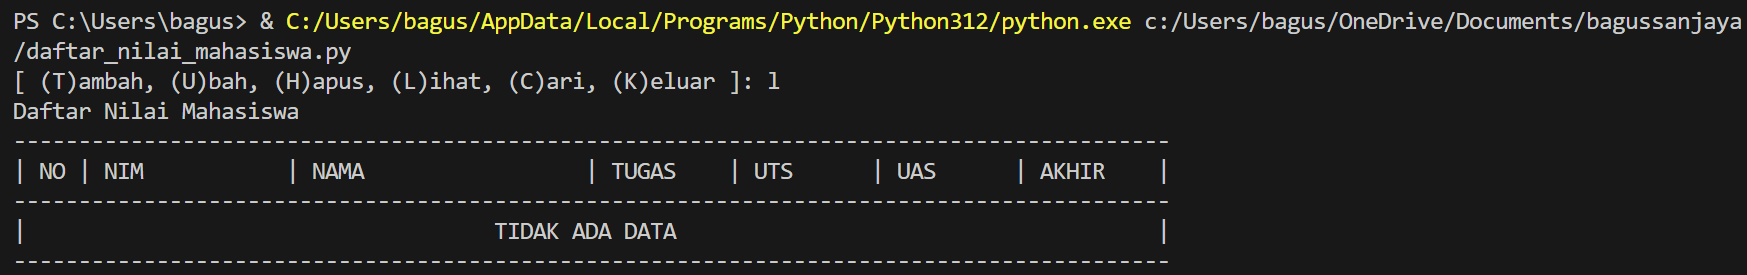 PS C:\Users\bagus> & C:/Users/bagus/AppData/Local/Programs/Python/Python312/python.exe c:/Users/bagus/OneDrive/Documents/bagussanjaya
/daftar_nilai_mahasiswa.py
[ (T)ambah, (U)bah, (H)apus, (L)ihat, (C)ari, (K)eluar ]: l
Daftar Nilai Mahasiswa
-----------------------------------------------------------------------------------------
| NO | NIM           | NAMA                 | TUGAS    | UTS      | UAS      | AKHIR    |
-----------------------------------------------------------------------------------------
|                                    TIDAK ADA DATA                                     |
-----------------------------------------------------------------------------------------